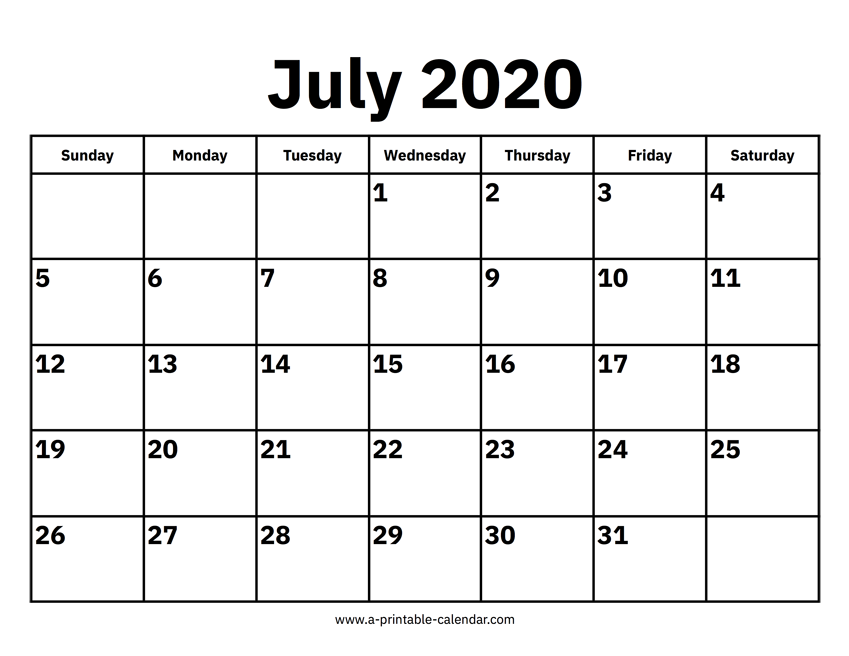 July 2020
Sunday Monday Tuesday Wednesday Thursday Friday Saturday
1 2 3 4
5 6 7 8 9 10 11
12 13 14 15 16 17 18
19 20 21 22 23 24 25
26 27 28 29 30 31
www.a-printable-calendar.com